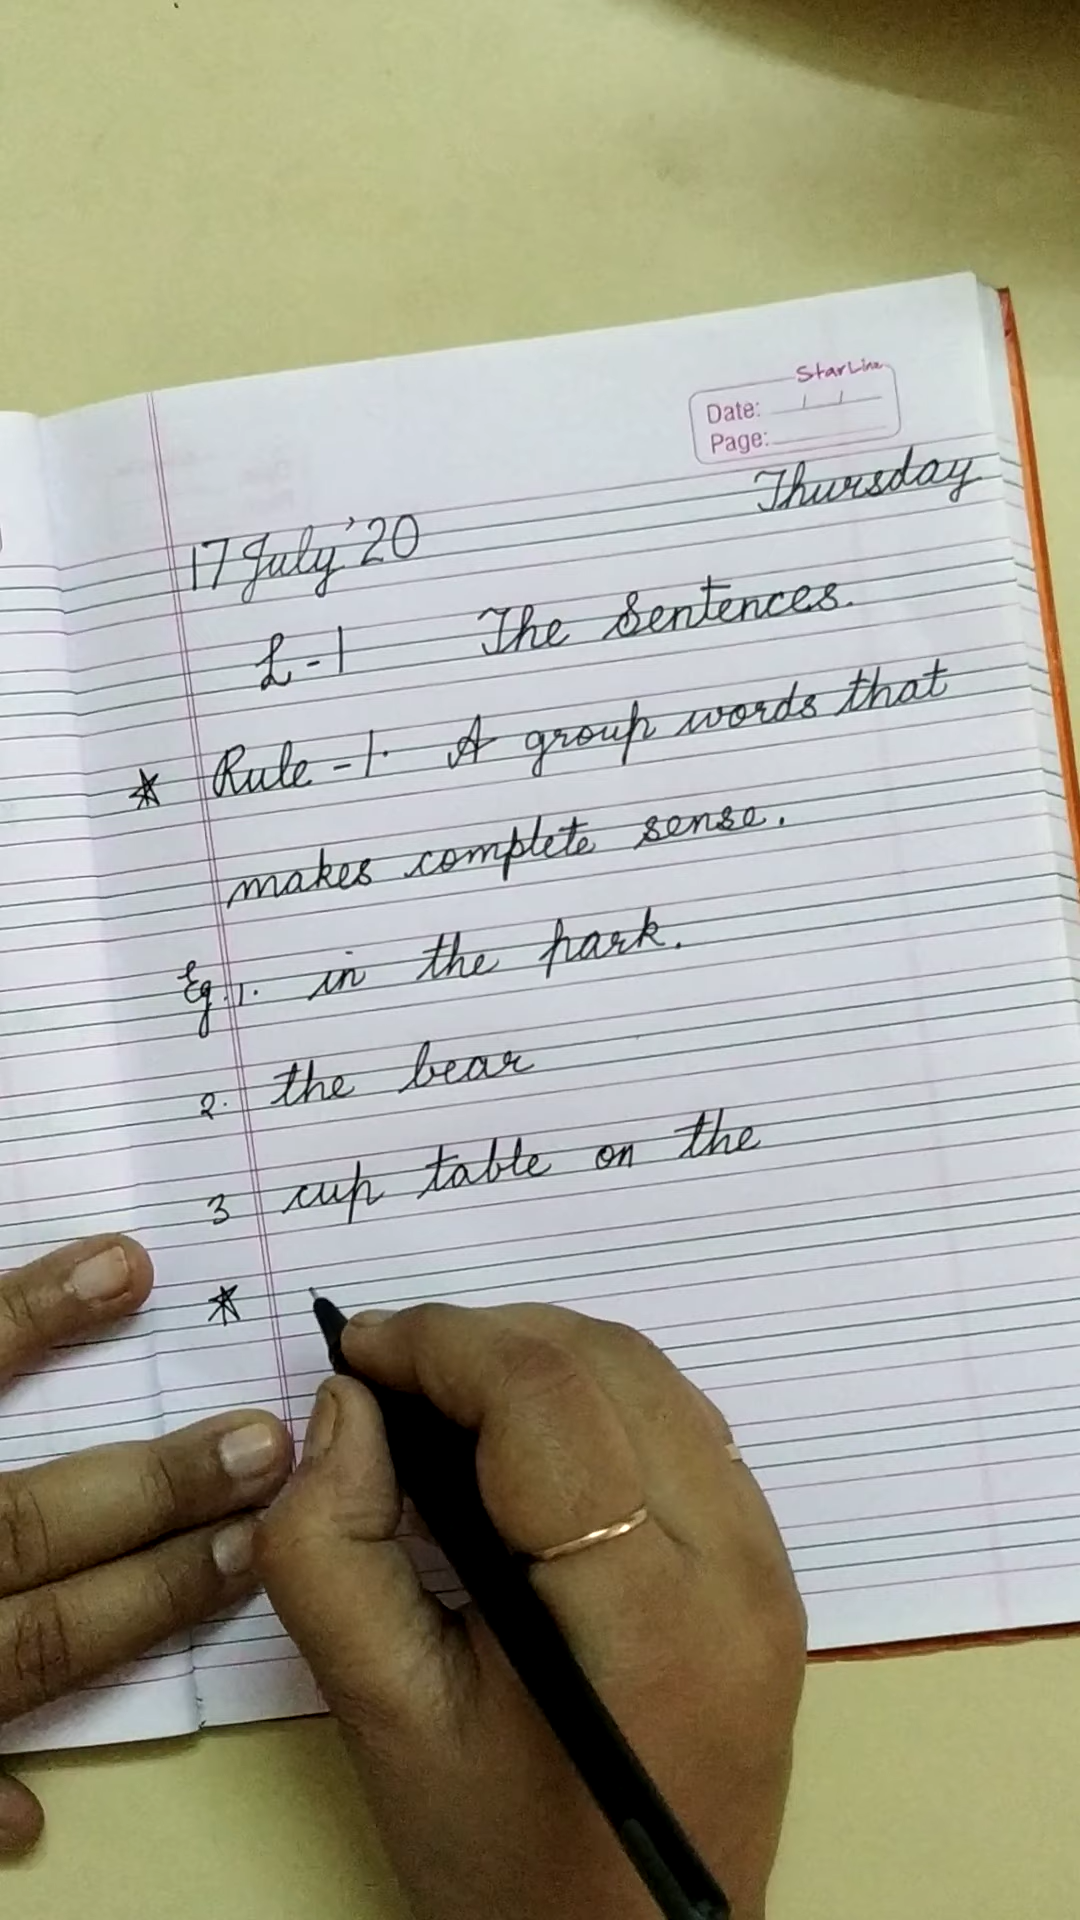 StarLine
Date: / /
Page:
Thursday
17 July '20
L-1 The Sentences.
* Rule-1. A group words that
makes complete sense.
Eg.1. in the park.
2. the bear
3 cup table on the
*